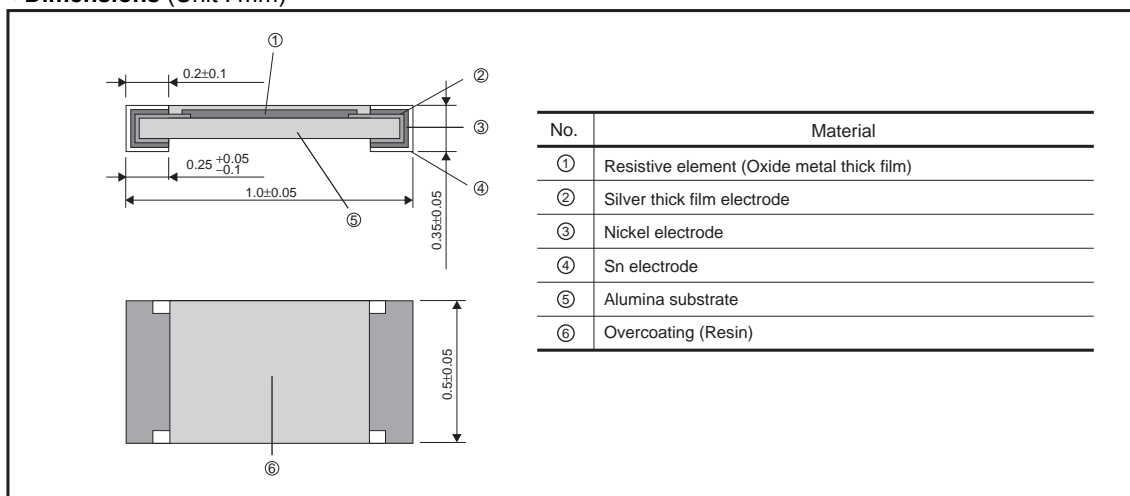 Dimensions (Unit : mm)
①
0.2±0.1
②
③
0.25 +0.05 −0.1
④
1.0±0.05
⑤
0.35±0.05
0.5±0.05
⑥
No. Material
① Resistive element (Oxide metal thick film)
② Silver thick film electrode
③ Nickel electrode
④ Sn electrode
⑤ Alumina substrate
⑥ Overcoating (Resin)